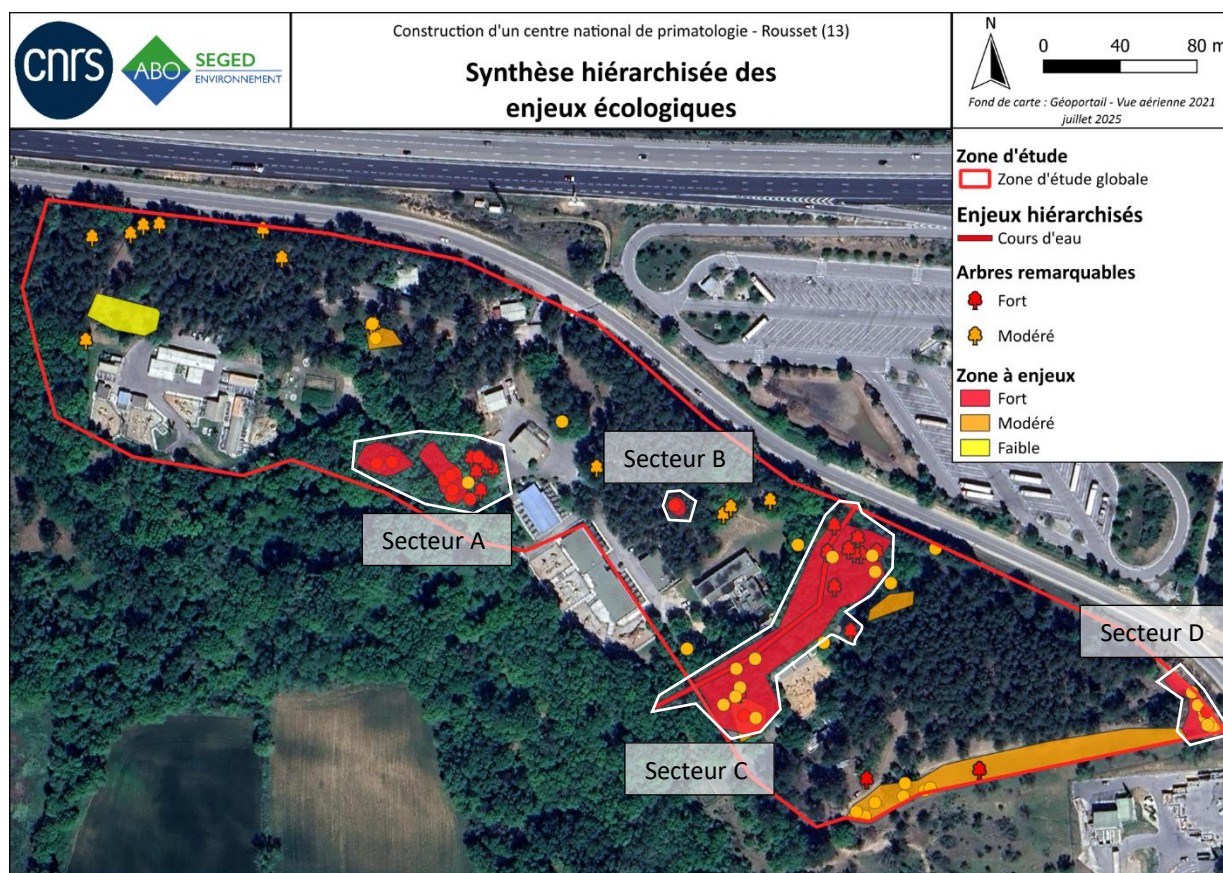 cnrs
ABO
SEGED
ENVIRONNEMENT
Construction d'un centre national de primatologie - Rousset (13)
Synthèse hiérarchisée des
enjeux écologiques
N
0 40 80 m
Fond de carte : Géoportail - Vue aérienne 2021
juillet 2025
Zone d'étude
Zone d'étude globale
Enjeux hiérarchisés
Cours d'eau
Arbres remarquables
Fort
Modéré
Zone à enjeux
Fort
Modéré
Faible
Secteur B
Secteur A
Secteur D
Secteur C